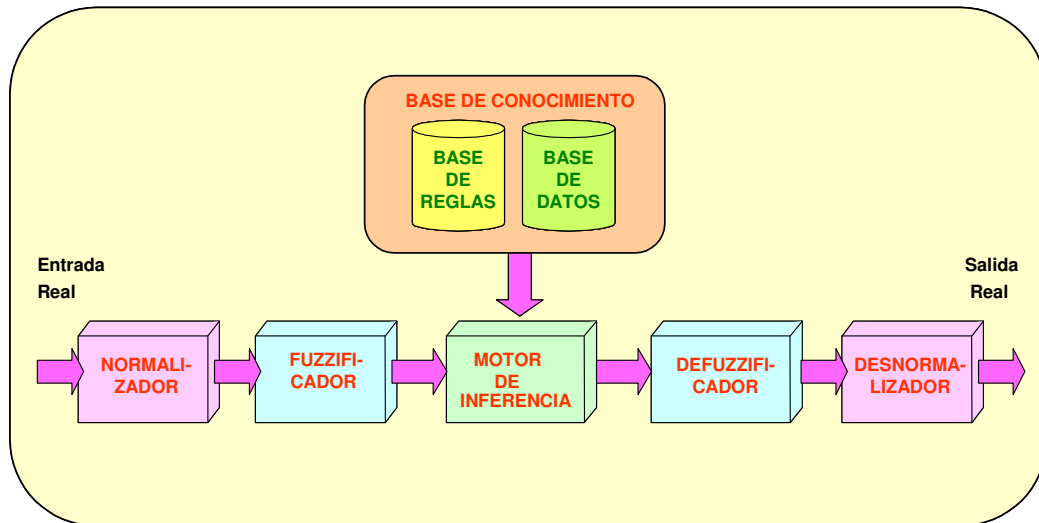 BASE DE CONOCIMIENTO
BASE
DE
REGLAS
BASE
DE
DATOS
Entrada
Real
Salida
Real
NORMALI-
ZADOR
FUZZIFI-
CADOR
MOTOR
DE
INFERENCIA
DEFUZZIFI-
CADOR
DESNORMA-
LIZADOR